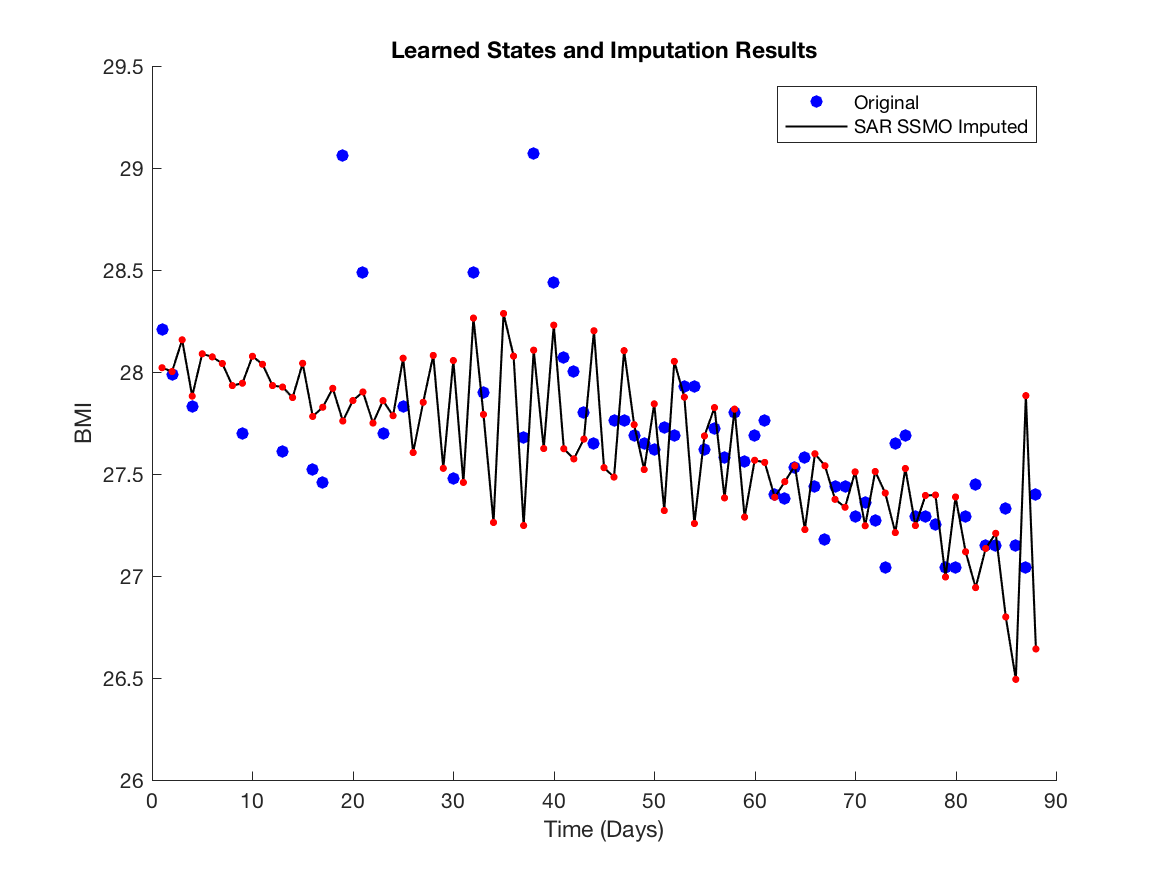 Learned States and Imputation Results
29.5
29
28.5
28
27.5
27
26.5
26
BMI
Original
SAR SSMO Imputed
0 10 20 30 40 50 60 70 80 90
Time (Days)